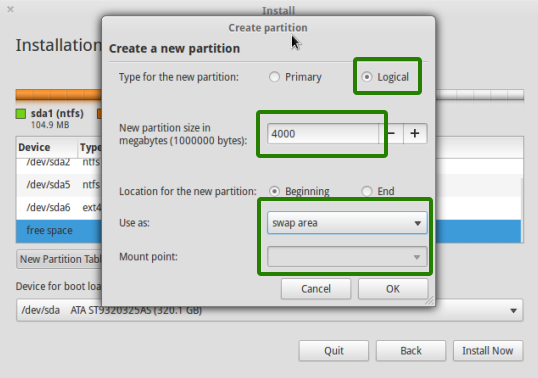 Install
Create partition
Installation
Create a new partition
Type for the new partition: Primary Logical
sda1 (ntfs)
104.9 MB
New partition size in
megabytes (1000000 bytes): 4000 − +
Device Type
/dev/sda2 ntfs
/dev/sda5 ntfs
/dev/sda6 ext4
free space
Location for the new partition: Beginning End
Use as: swap area
Mount point:
New Partition Tabl
Cancel OK
Device for boot loa
/dev/sda ATA ST9320325AS (320.1 GB)
Quit Back Install Now